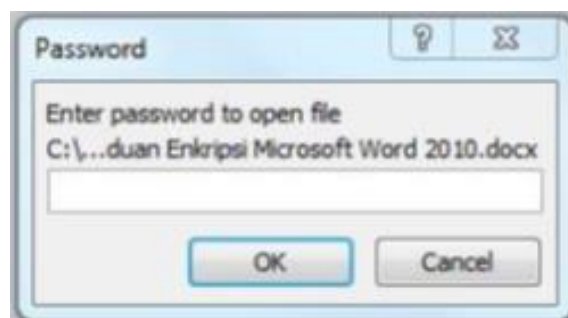 Password
Enter password to open file
C:\...duan Enkripsi Microsoft Word 2010.docx
OK
Cancel